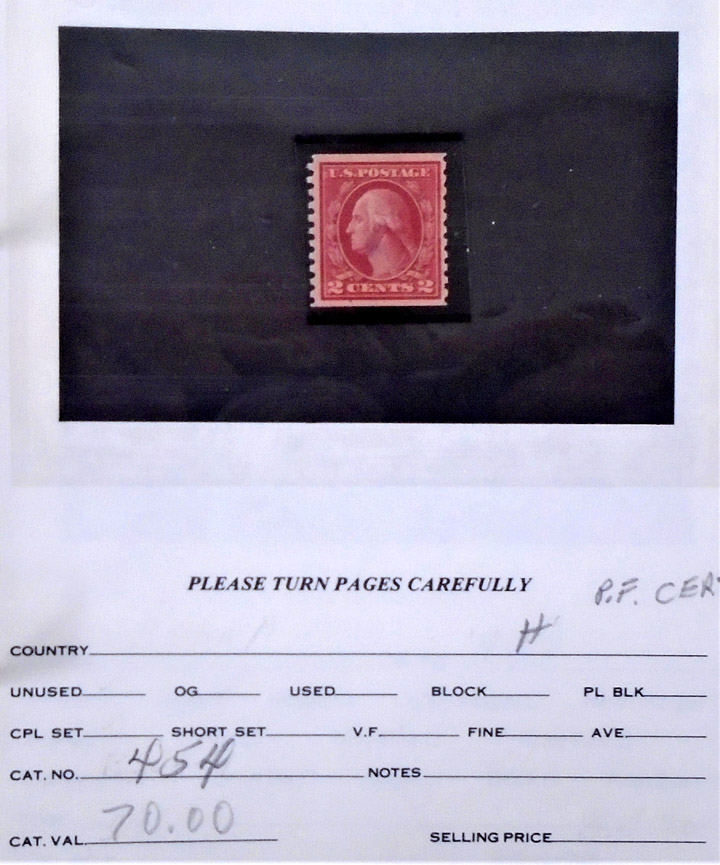 U.S. POSTAGE
2 CENTS 2
PLEASE TURN PAGES CAREFULLY P.F. CERT
COUNTRY H
UNUSED OG USED BLOCK PL BLK
CPL SET SHORT SET V.F. FINE AVE.
CAT. NO. 454 NOTES
CAT. VAL. 70.00 SELLING PRICE